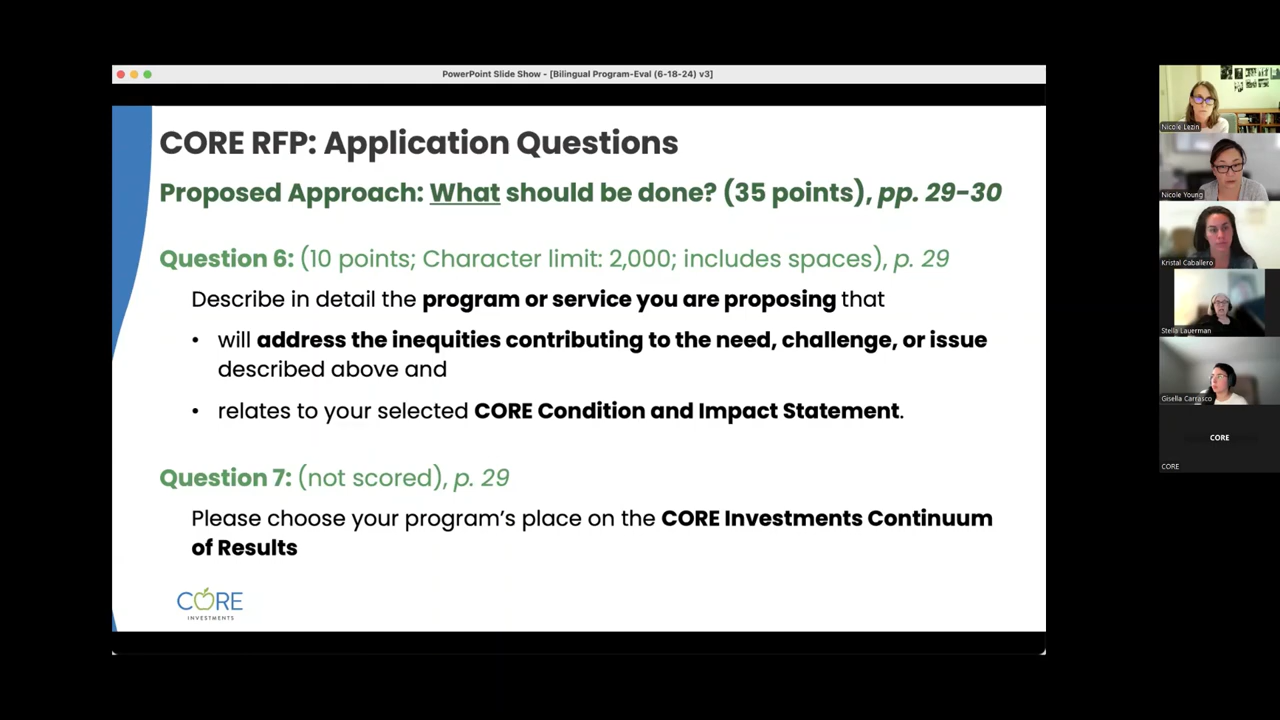 PowerPoint Slide Show - [Bilingual Program-Eval (6-18-24) v3]
CORE RFP: Application Questions
Proposed Approach: What should be done? (35 points), pp. 29-30
Question 6: (10 points; Character limit: 2,000; includes spaces), p. 29
Describe in detail the program or service you are proposing that
• will address the inequities contributing to the need, challenge, or issue
described above and
• relates to your selected CORE Condition and Impact Statement.
Question 7: (not scored), p. 29
Please choose your program's place on the CORE Investments Continuum
of Results
CORE
INVESTMENTS
Nicole Lezin
Nicole Young
Kristal Caballero
Stella Lauerman
Gisella Carrasco
CORE
CORE